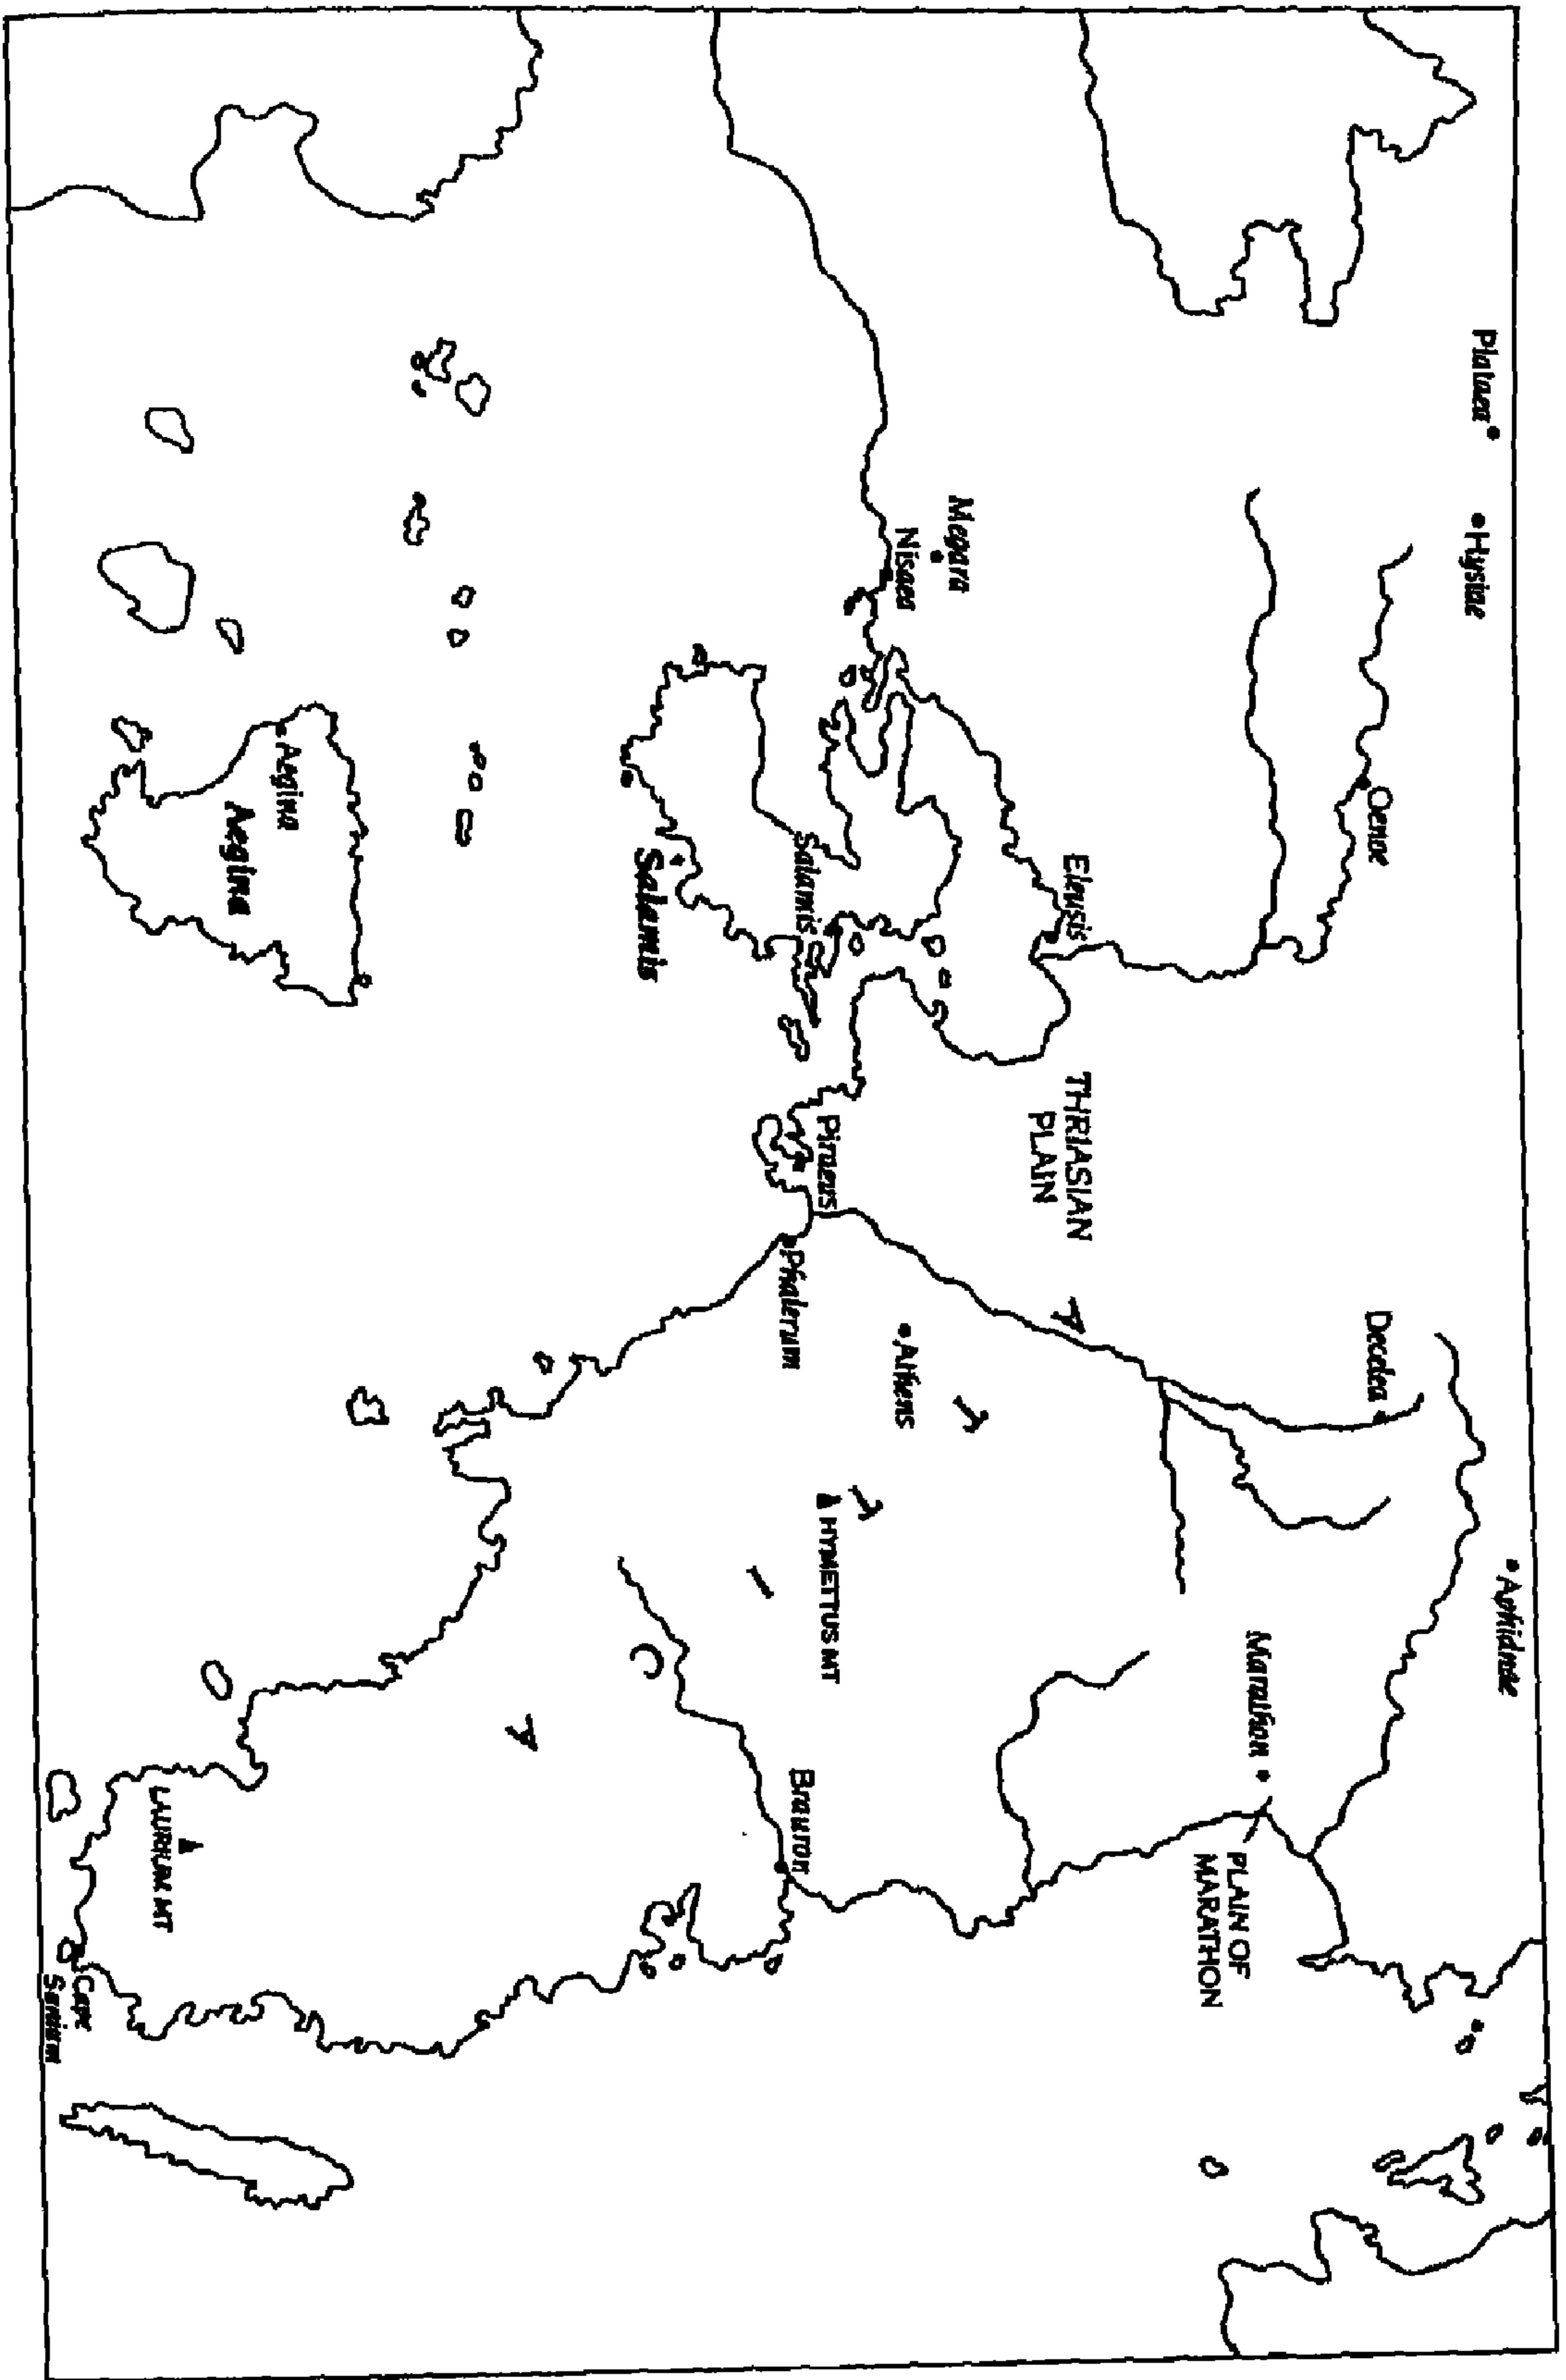 Plataea
Hysiae
Aphidnae
Decelea
Oenoe
Marathon
PLAIN OF
MARATHON
THRIASIAN
PLAIN
Eleusis
Megara
Nisaea
Athens
Piraeus
HYMETTUS MT
Salamis
Phalerum
Brauron
Salamis
Aegina
Aegina
LAURIUM MT
Cape
Sunium